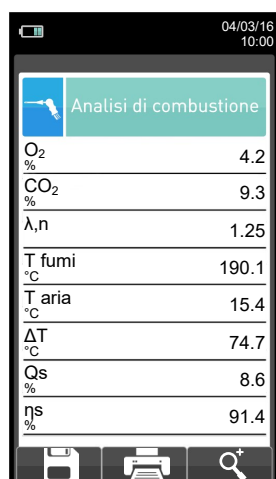 04/03/16
10:00
Analisi di combustione
O₂ 4.2
%
CO₂ 9.3
%
λ,n 1.25
T fumi 190.1
°C
T aria 15.4
°C
ΔT 74.7
°C
Qs 8.6
%
ηs 91.4
%